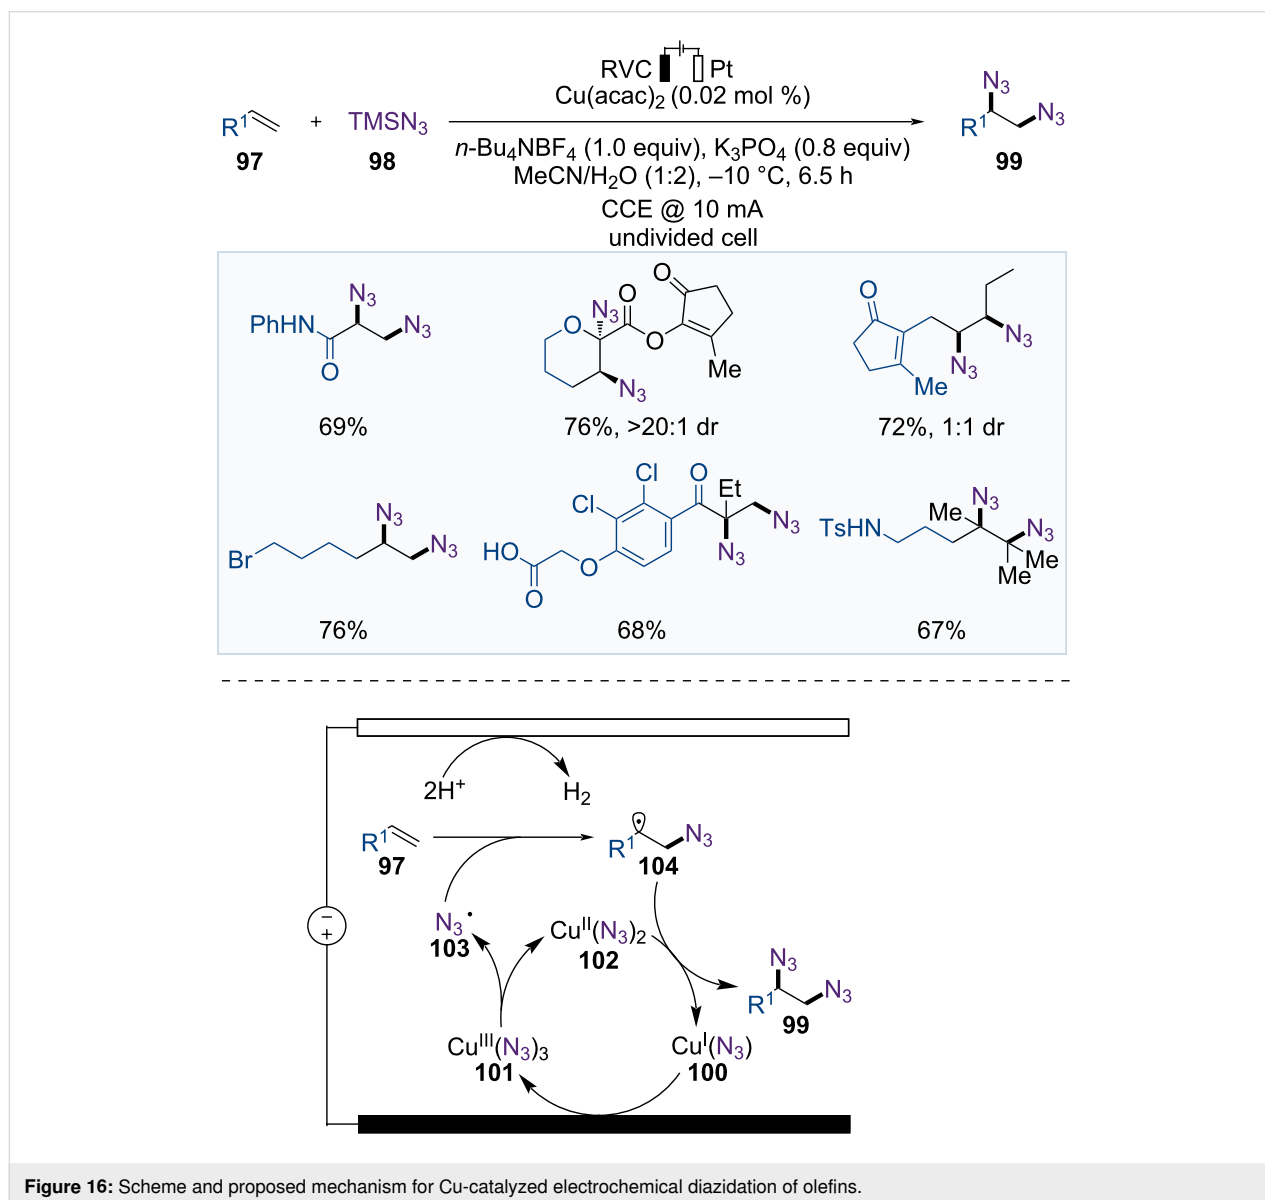 RVC Pt
Cu(acac)2 (0.02 mol %)
R1 + TMSN3 N3 N3 R1
97 98 99
n-Bu4NBF4 (1.0 equiv), K3PO4 (0.8 equiv)
MeCN/H2O (1:2), –10 °C, 6.5 h
CCE @ 10 mA
undivided cell
PhHN O N3 N3
69%
O N3 N3 O O O Me
76%, >20:1 dr
O Me N3 N3
72%, 1:1 dr
Br N3 N3
76%
HO O O Cl Cl O Et N3 N3
68%
TsHN Me N3 N3 Me Me
67%
2H+ H2
R1 N3
97 R1 104
N3• CuII(N3)2
103 102
N3 N3 R1
99
CuIII(N3)3 CuI(N3)
101 100
−
+
Figure 16: Scheme and proposed mechanism for Cu-catalyzed electrochemical diazidation of olefins.